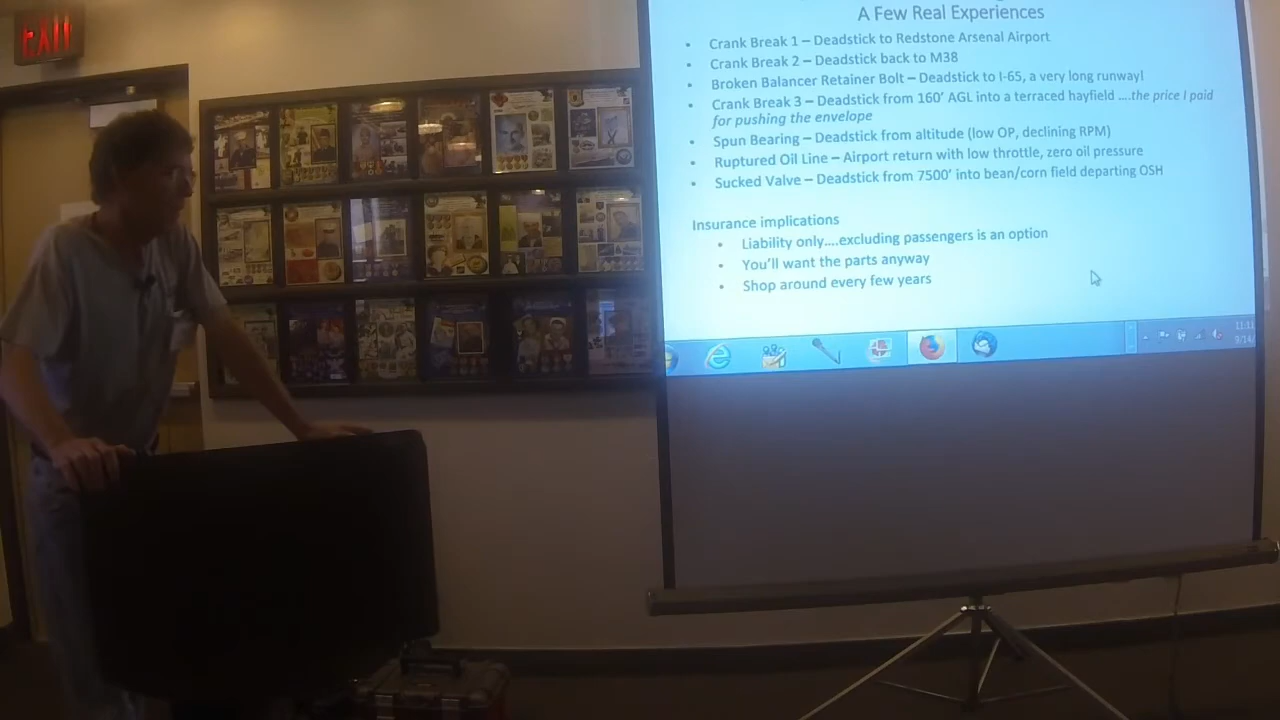 EXIT
A Few Real Experiences
• Crank Break 1 – Deadstick to Redstone Arsenal Airport
• Crank Break 2 – Deadstick back to M38
• Broken Balancer Retainer Bolt – Deadstick to I-65, a very long runway!
• Crank Break 3 – Deadstick from 160' AGL into a terraced hayfield ....the price I paid
for pushing the envelope
• Spun Bearing – Deadstick from altitude (low OP, declining RPM)
• Ruptured Oil Line – Airport return with low throttle, zero oil pressure
• Sucked Valve – Deadstick from 7500' into bean/corn field departing OSH
Insurance implications
• Liability only....excluding passengers is an option
• You'll want the parts anyway
• Shop around every few years